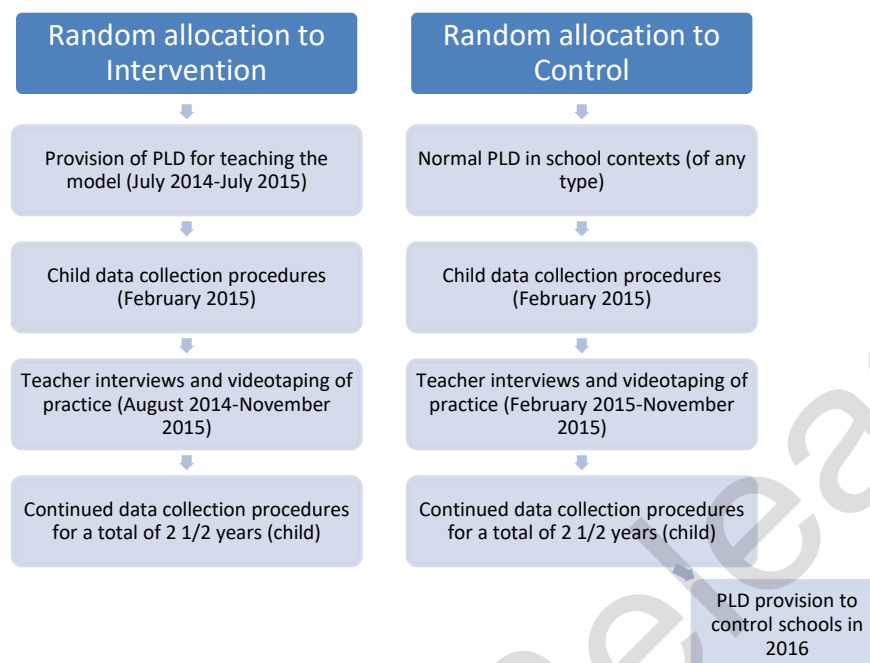 Random allocation to
Intervention
Provision of PLD for teaching the
model (July 2014-July 2015)
Child data collection procedures
(February 2015)
Teacher interviews and videotaping of
practice (August 2014-November
2015)
Continued data collection procedures
for a total of 2 1/2 years (child)
Random allocation to
Control
Normal PLD in school contexts (of any
type)
Child data collection procedures
(February 2015)
Teacher interviews and videotaping of
practice (February 2015-November
2015)
Continued data collection procedures
for a total of 2 1/2 years (child)
PLD provision to
control schools in
2016